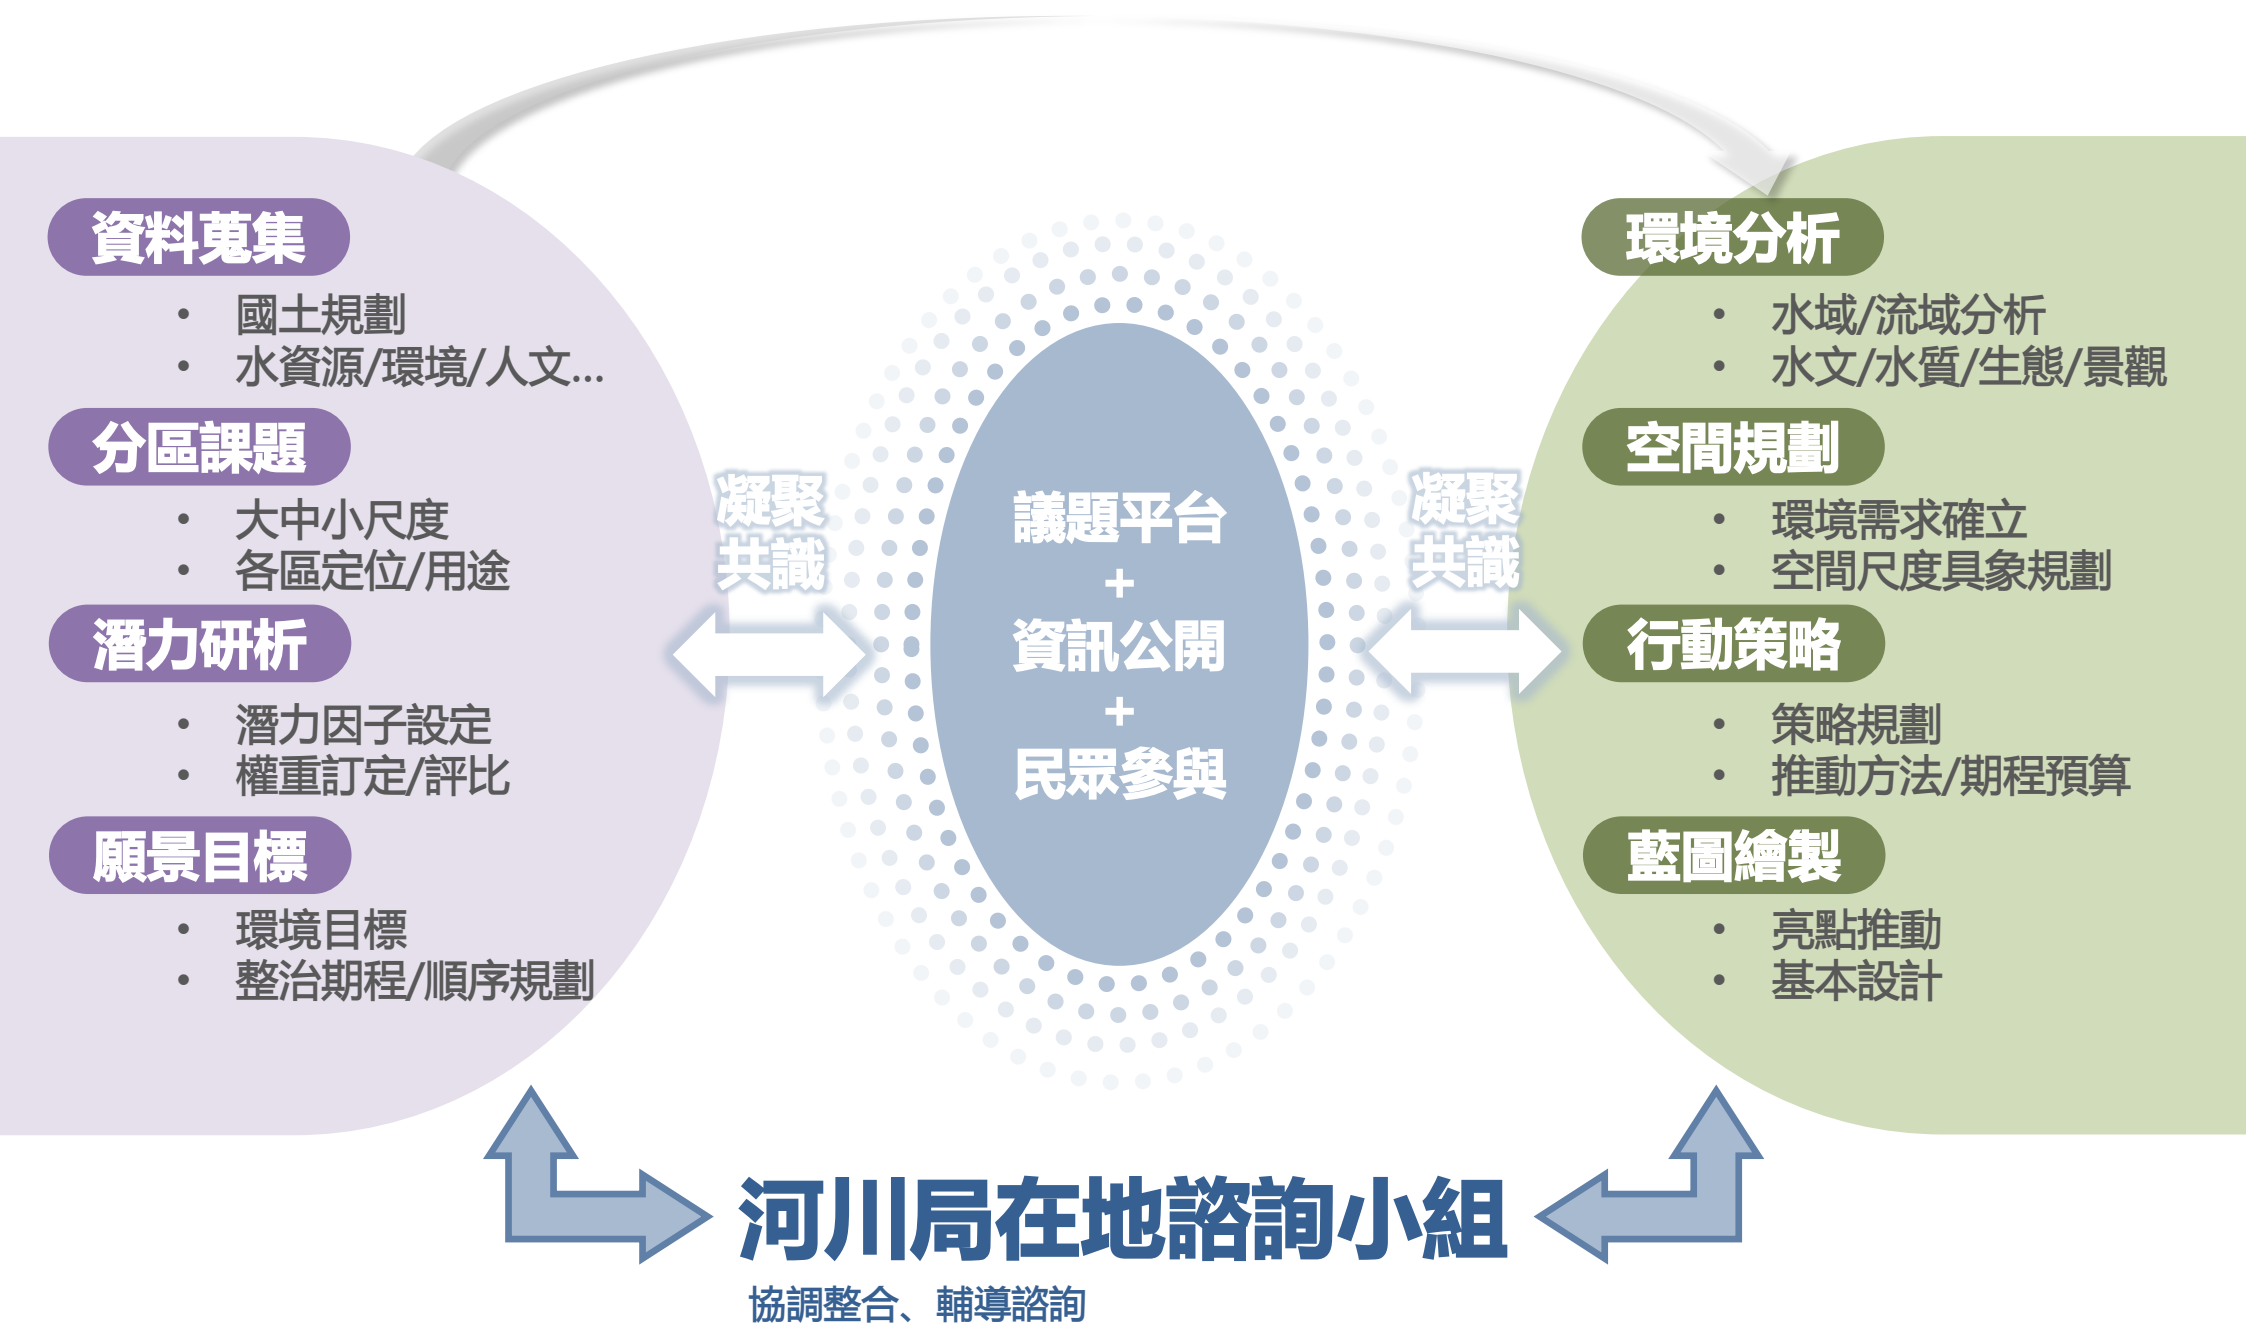 資料蒐集
• 國土規劃
• 水資源/環境/人文...
分區課題
• 大中小尺度
• 各區定位/用途
潛力研析
• 潛力因子設定
• 權重訂定/評比
願景目標
• 環境目標
• 整治期程/順序規劃
凝聚
共識
議題平台
+
資訊公開
+
民眾參與
凝聚
共識
環境分析
• 水域/流域分析
• 水文/水質/生態/景觀
空間規劃
• 環境需求確立
• 空間尺度具象規劃
行動策略
• 策略規劃
• 推動方法/期程預算
藍圖繪製
• 亮點推動
• 基本設計
河川局在地諮詢小組
協調整合、輔導諮詢